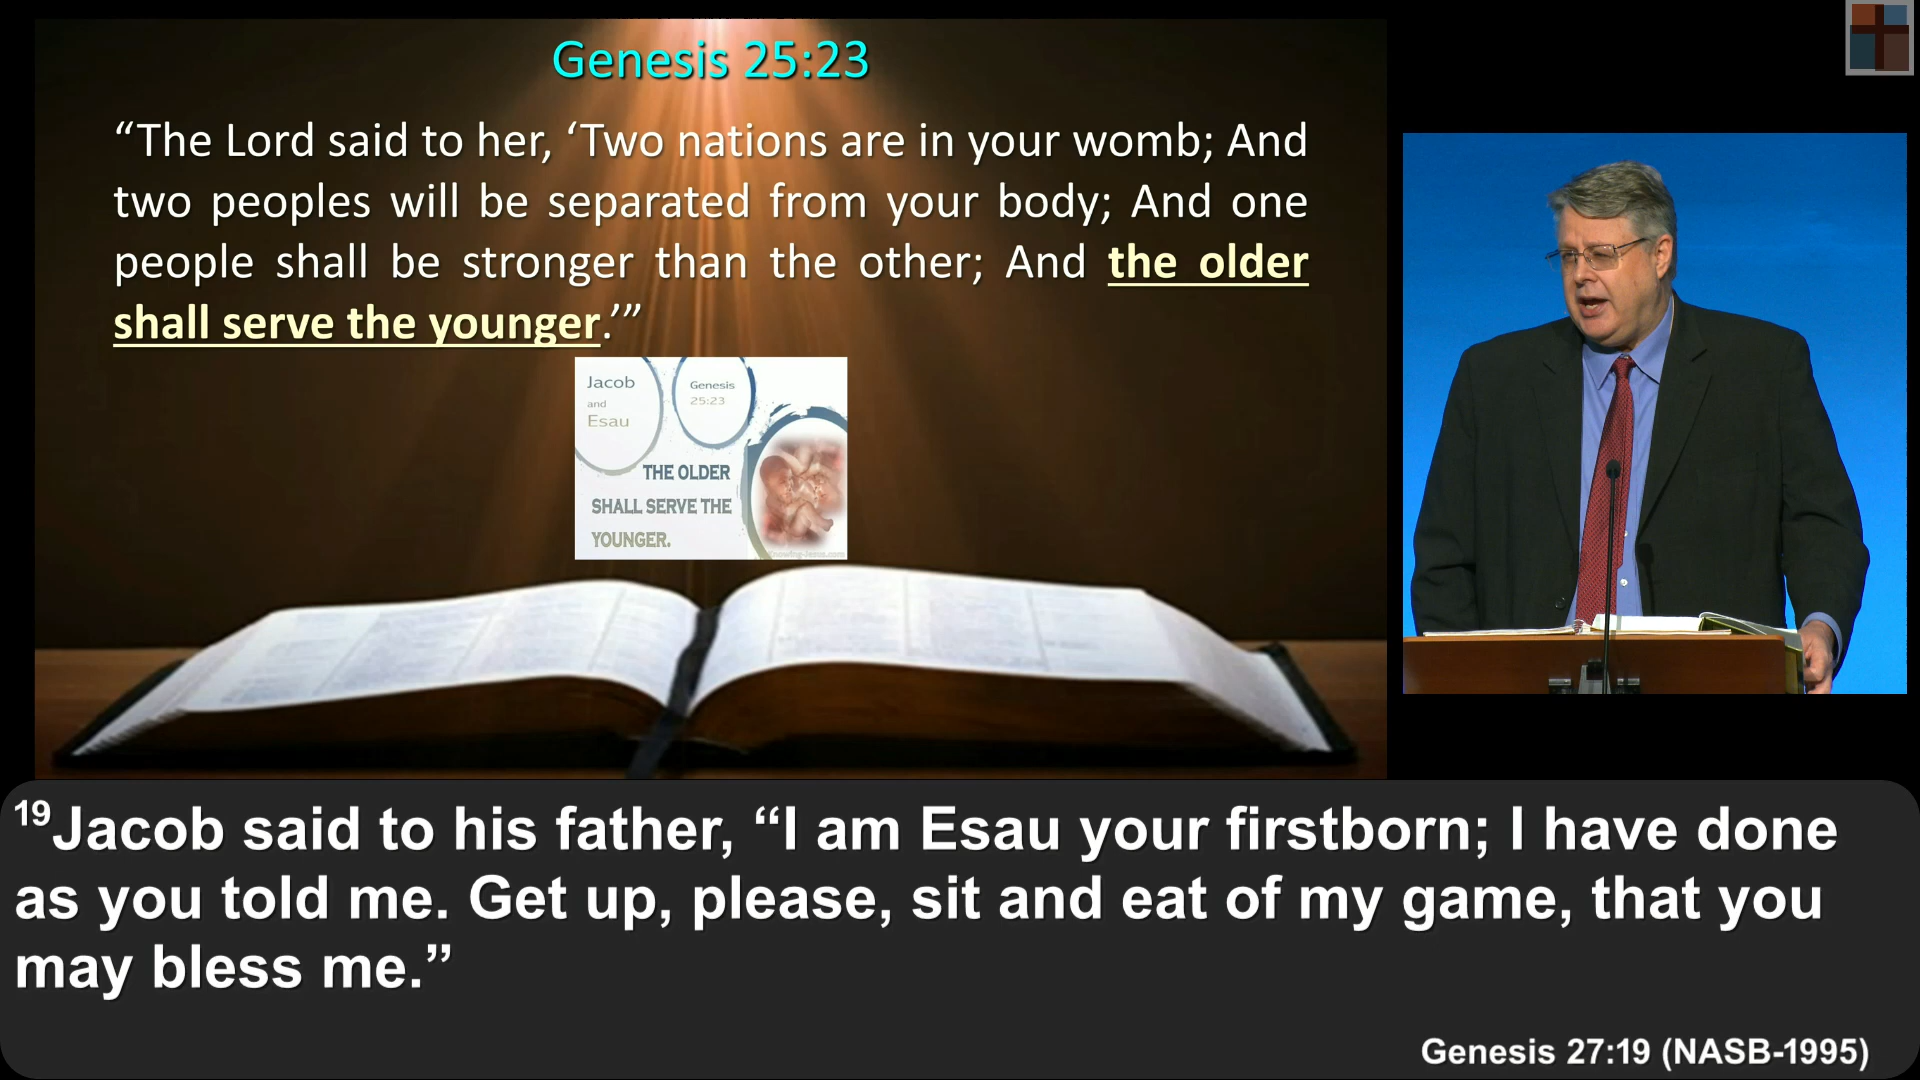 Genesis 25:23
“The Lord said to her, ‘Two nations are in your womb; And
two peoples will be separated from your body; And one
people shall be stronger than the other; And the older
shall serve the younger.’”
Jacob
and
Esau
Genesis
25:23
THE OLDER
SHALL SERVE THE
YOUNGER.
Knowing-Jesus.com
¹⁹Jacob said to his father, “I am Esau your firstborn; I have done
as you told me. Get up, please, sit and eat of my game, that you
may bless me.”
Genesis 27:19 (NASB-1995)